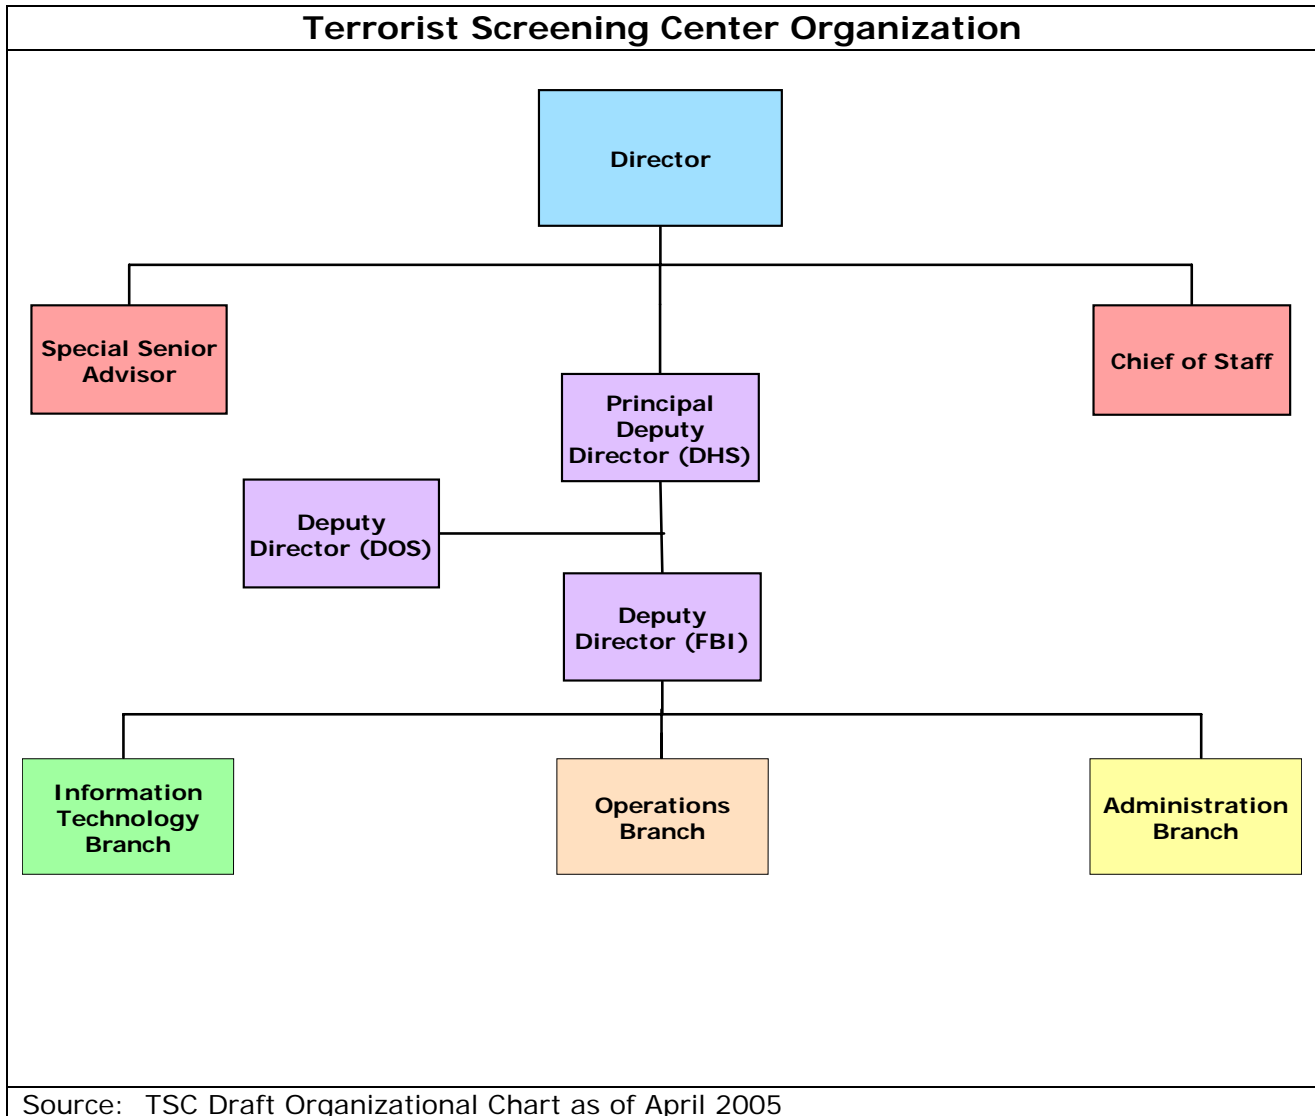 Terrorist Screening Center Organization
Director
Special Senior
Advisor
Chief of Staff
Principal
Deputy
Director (DHS)
Deputy
Director (DOS)
Deputy
Director (FBI)
Information
Technology
Branch
Operations
Branch
Administration
Branch
Source: TSC Draft Organizational Chart as of April 2005